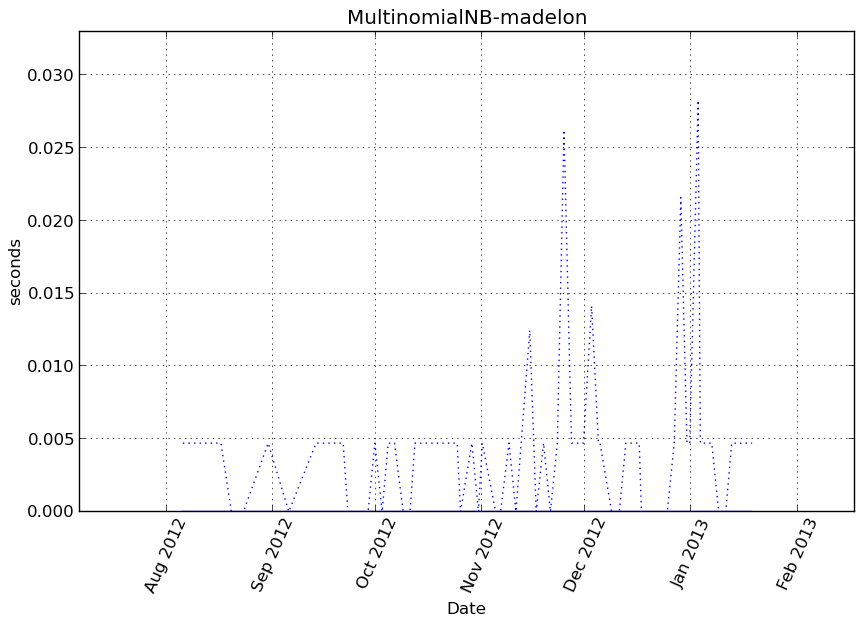 MultinomialNB-madelon
0.030
0.025
0.020
0.015
0.010
0.005
0.000
seconds
Aug 2012
Sep 2012
Oct 2012
Nov 2012
Dec 2012
Jan 2013
Feb 2013
Date